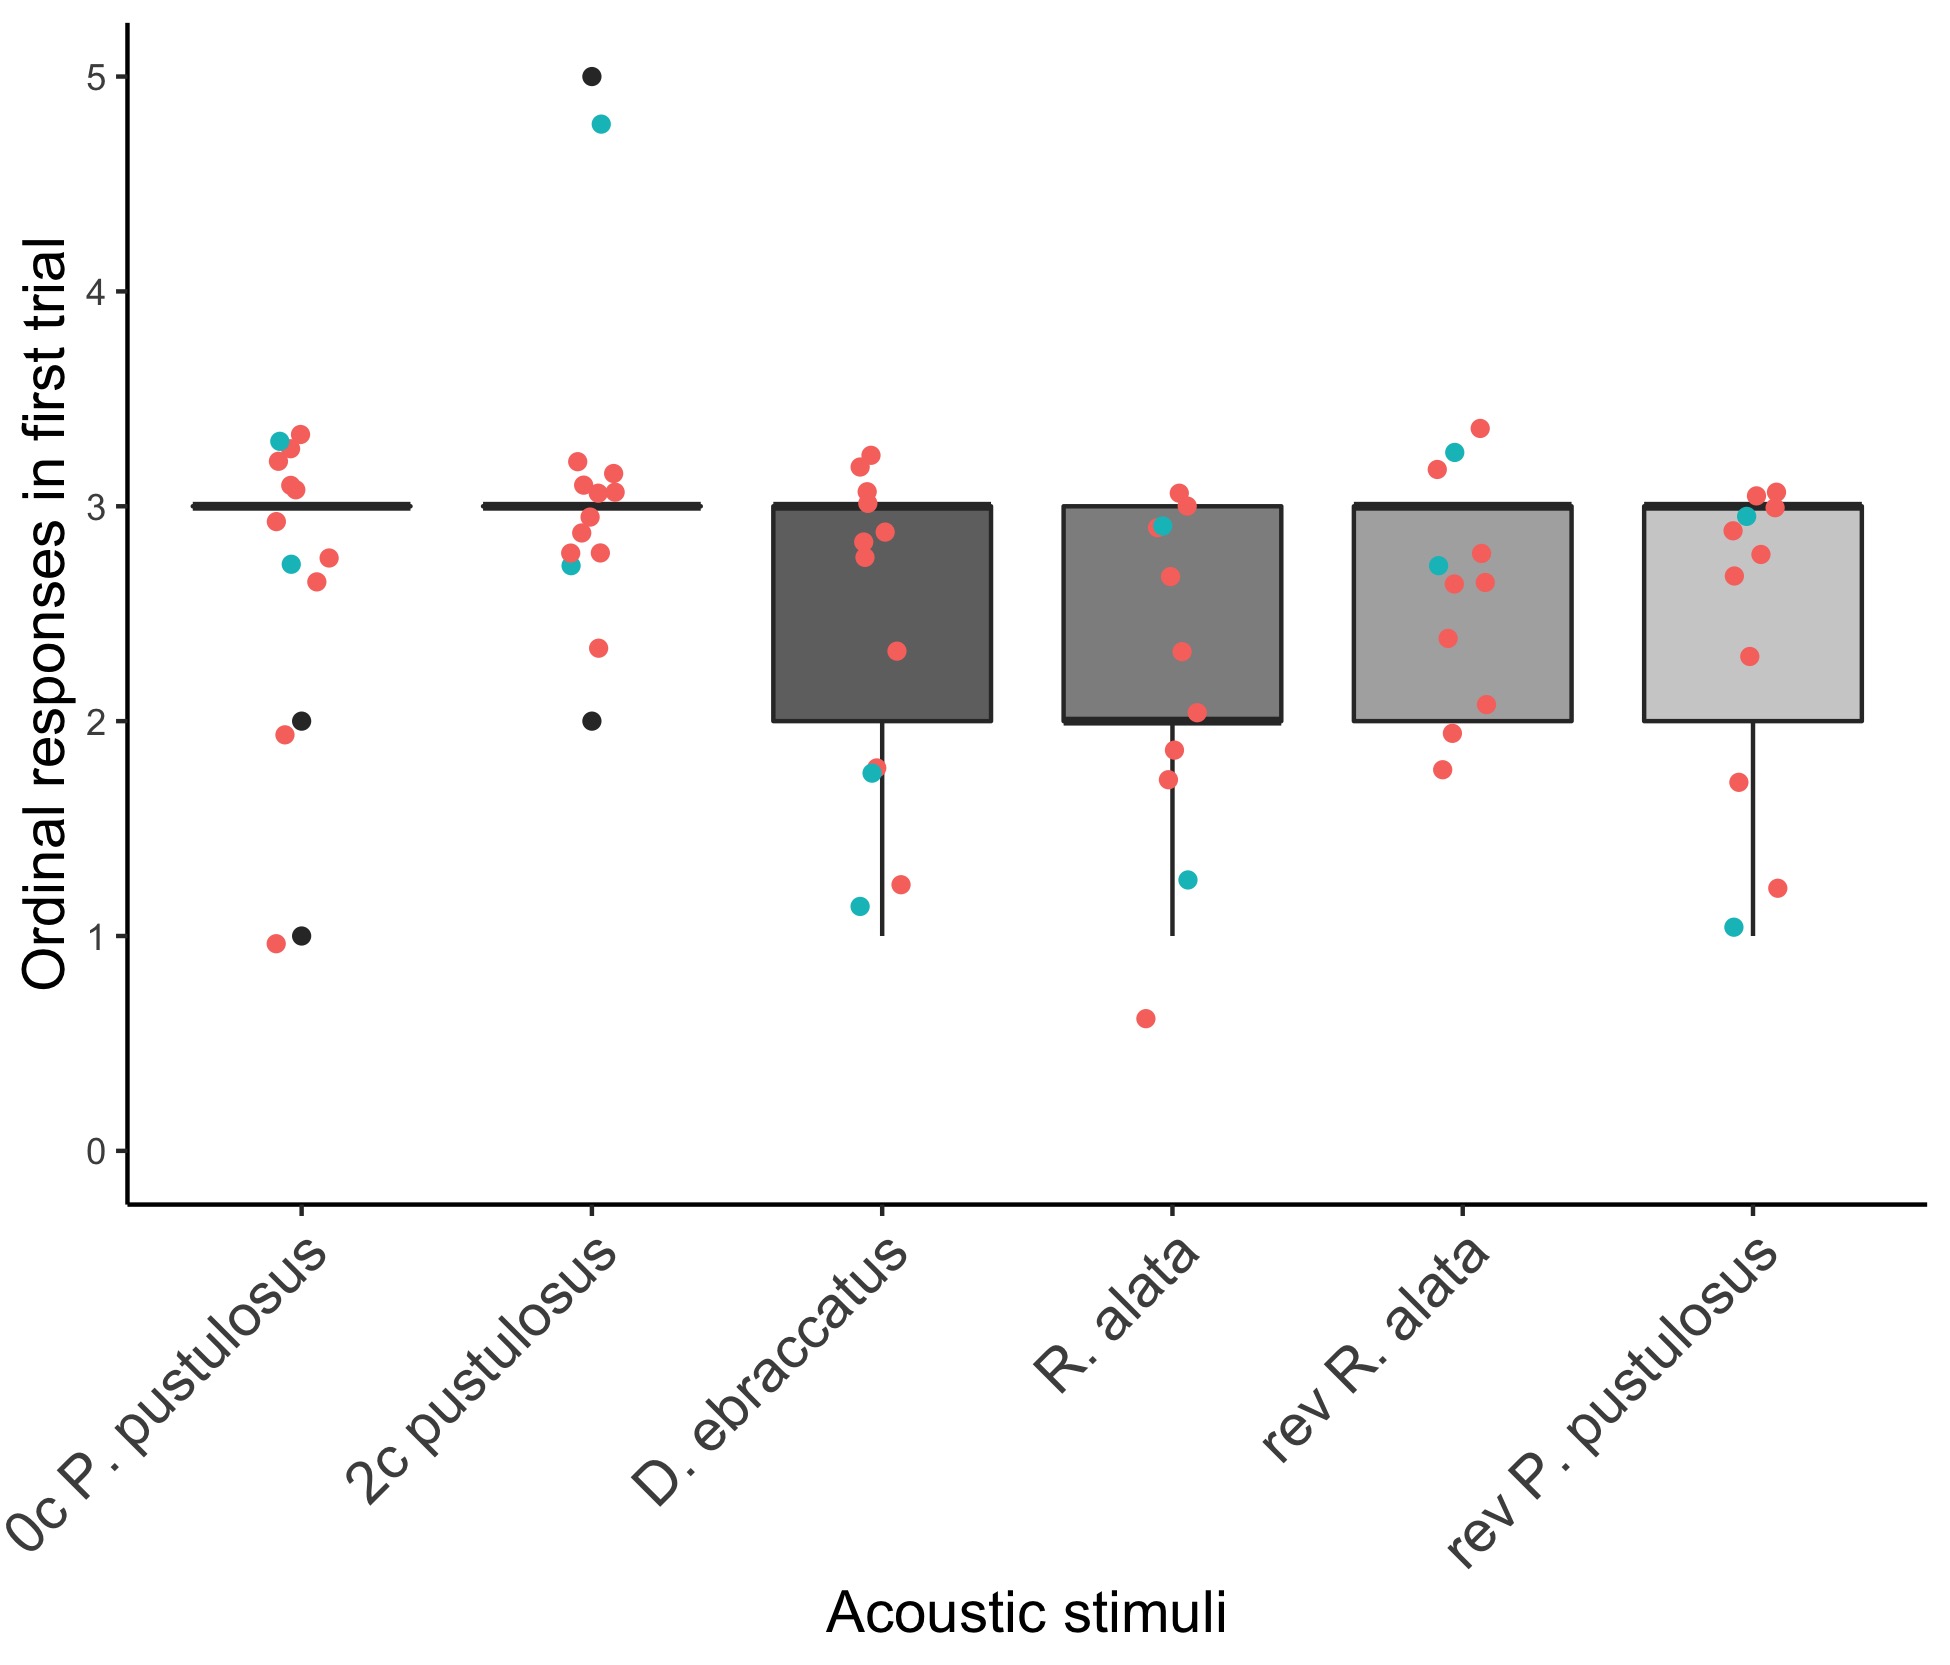 Ordinal responses in first trial
5
4
3
2
1
0
0c P. pustulosus
2c pustulosus
D. ebraccatus
R. alata
rev R. alata
rev P. pustulosus
Acoustic stimuli